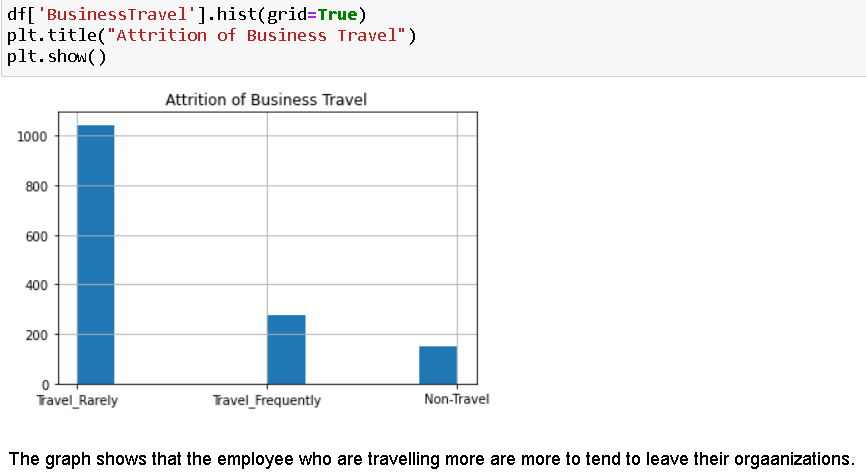 df['BusinessTravel'].hist(grid=True)
plt.title("Attrition of Business Travel")
plt.show()
Attrition of Business Travel
1000
800
600
400
200
0
Travel_Rarely Travel_Frequently Non-Travel
The graph shows that the employee who are travelling more are more to tend to leave their orgaanizations.